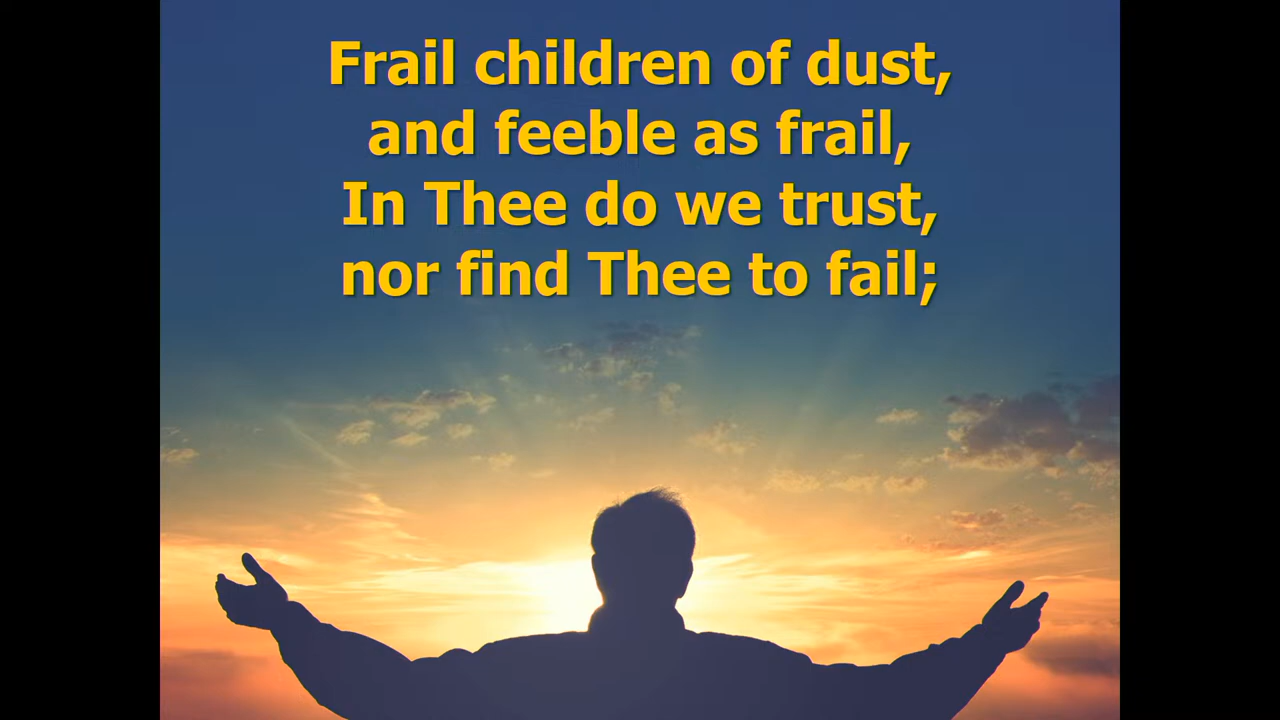 Frail children of dust,
and feeble as frail,
In Thee do we trust,
nor find Thee to fail;